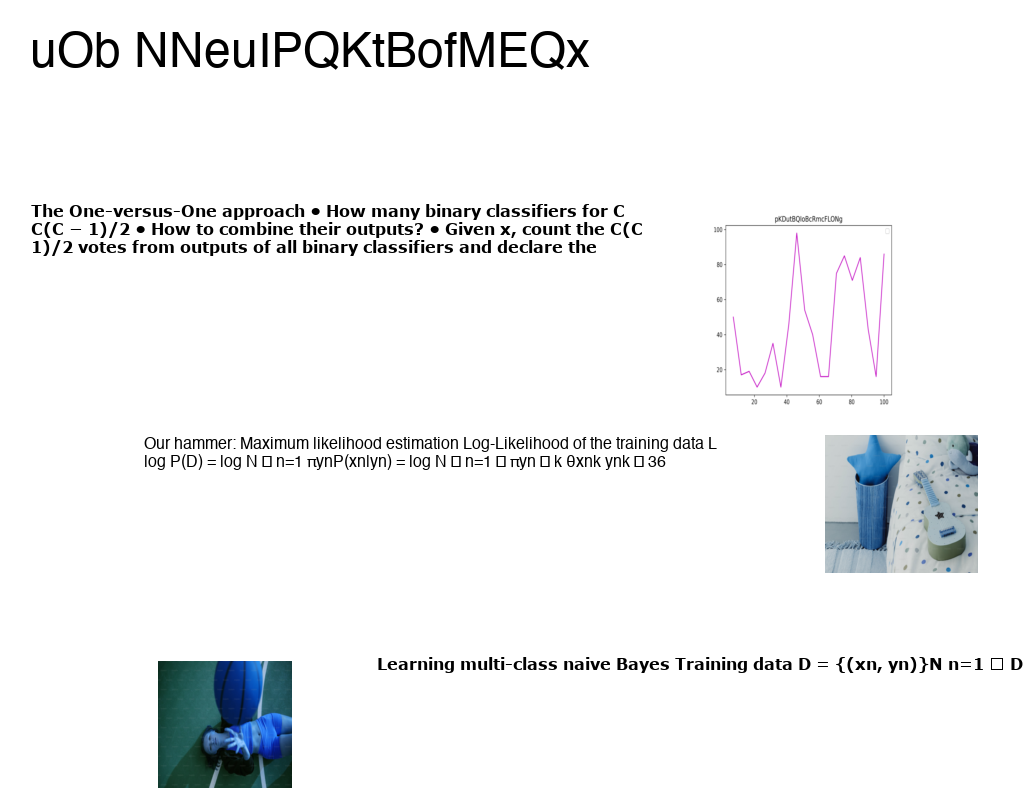 uOb NNeuIPQKtBofMEQx
The One-versus-One approach • How many binary classifiers for C
C(C − 1)/2 • How to combine their outputs? • Given x, count the C(C
1)/2 votes from outputs of all binary classifiers and declare the
pKDutBQloBcRmcFLONg
100
80
60
40
20
20 40 60 80 100
Our hammer: Maximum likelihood estimation Log-Likelihood of the training data L
log P(D) = log N □ n=1 πynP(xn|yn) = log N □ n=1 □ πyn □ k θxnk ynk □ 36
Learning multi-class naive Bayes Training data D = {(xn, yn)}N n=1 □ D